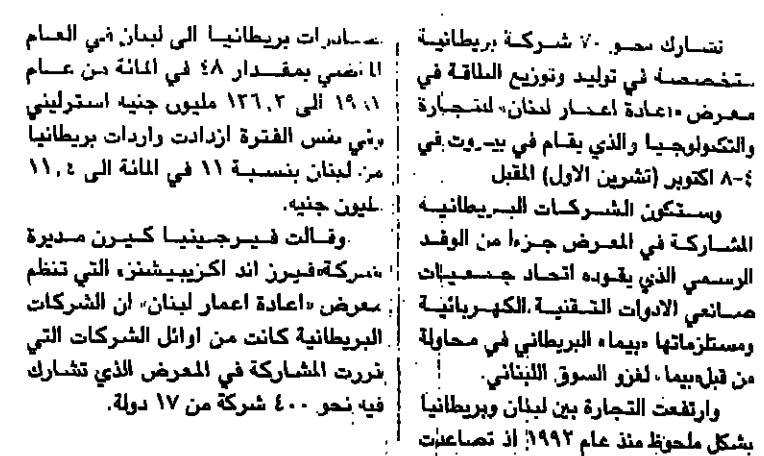 تشارك نحو ٧٠ شركة بريطانية
متخصصة في توليد وتوزيع الطاقة في
معرض «اعادة اعمار لبنان» للتجارة
والتكنولوجيا والذي يقام في بيروت في
٤-٨ اكتوبر (تشرين الاول) المقبل
وستكون الشركات البريطانية
المشاركة في المعرض جزءا من الوفد
الرسمي الذي يقوده اتحاد جمعيات
صانعي الادوات التقنية الكهربائية
ومستلزماتها «بيما» البريطاني في محاولة
من قبل بيما، لغزو السوق اللبناني.
وارتفعت التجارة بين لبنان وبريطانيا
بشكل ملحوظ منذ عام ١٩٩٢ اذ تصاعدت
صادرات بريطانيا الى لبنان في العام
الماضي بمقدار ٤٨ في المائة من عام
الى ١٣٦,٣ مليون جنيه استرليني
وفي نفس الفترة ازدادت واردات بريطانيا
من لبنان بنسبة ١١ في المائة الى ١١,٤
مليون جنيه.
وقالت فيرجينيا كيرن مديرة
شركة «فيرز اند اكزيبيشنز» التي تنظم
معرض «اعادة اعمار لبنان» ان الشركات
البريطانية كانت من اوائل الشركات التي
قررت المشاركة في المعرض الذي تشارك
فيه نحو ٤٠٠ شركة من ١٧ دولة.